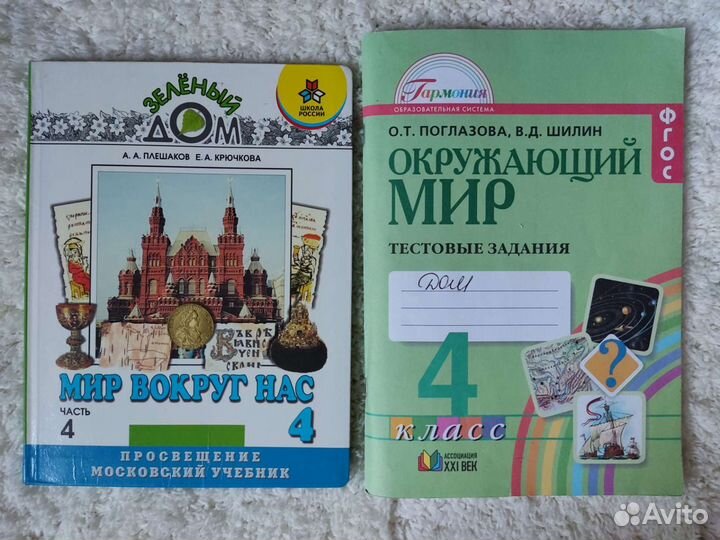 ЗЕЛЁНЫЙ
ДОМ
ШКОЛА
РОССИИ
А. А. ПЛЕШАКОВ Е. А. КРЮЧКОВА
МИР ВОКРУГ НАС
ЧАСТЬ
4
4
ПРОСВЕЩЕНИЕ
МОСКОВСКИЙ УЧЕБНИК
Гармония
ОБРАЗОВАТЕЛЬНАЯ СИСТЕМА
ФГОС
О.Т. ПОГЛАЗОВА, В.Д. ШИЛИН
ОКРУЖАЮЩИЙ
МИР
ТЕСТОВЫЕ ЗАДАНИЯ
Дом
4
класс
?
АССОЦИАЦИЯ
XXI ВЕК
Avito